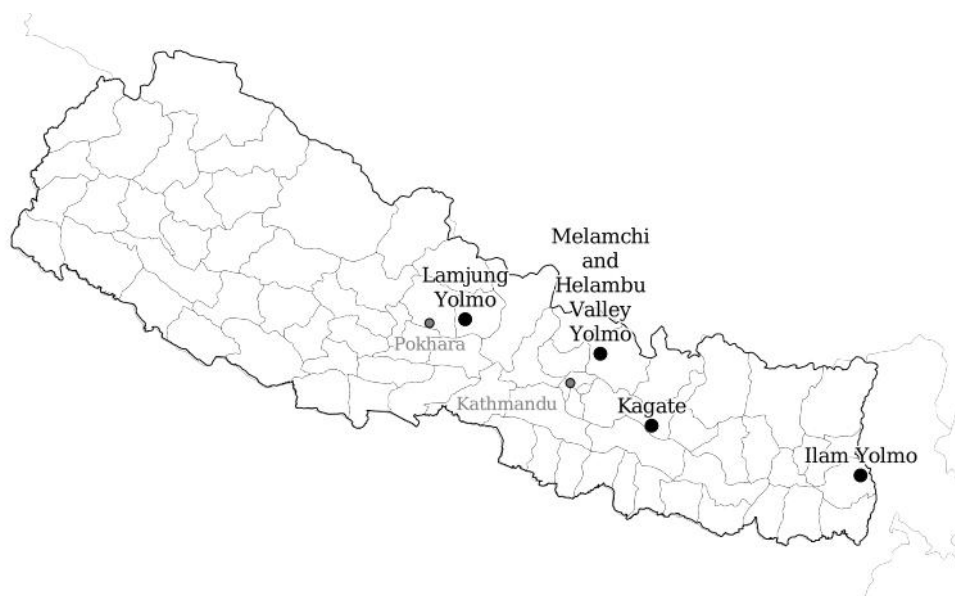 Melamchi
and
Helambu
Valley
Yolmo
Lamjung
Yolmo
Pokhara
Kathmandu
Kagate
Ilam Yolmo